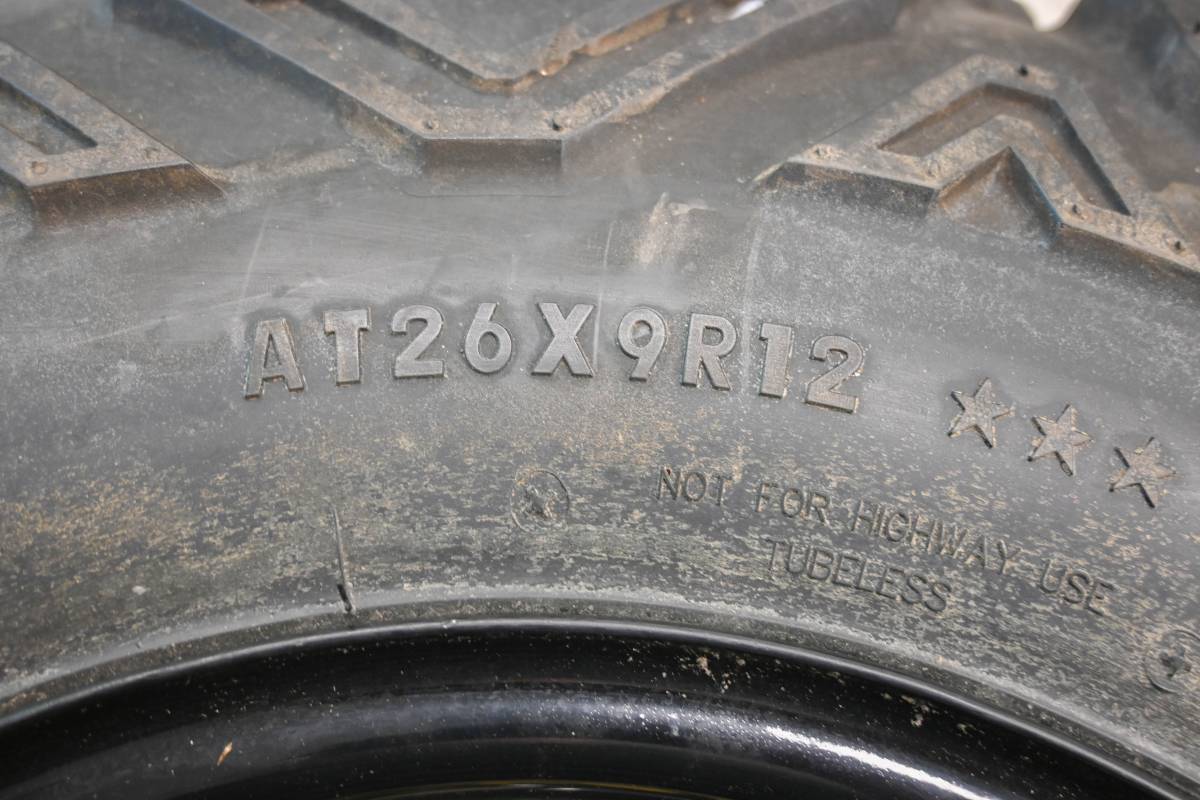 AT26X9R12 ★★★
NOT FOR HIGHWAY USE
TUBELESS